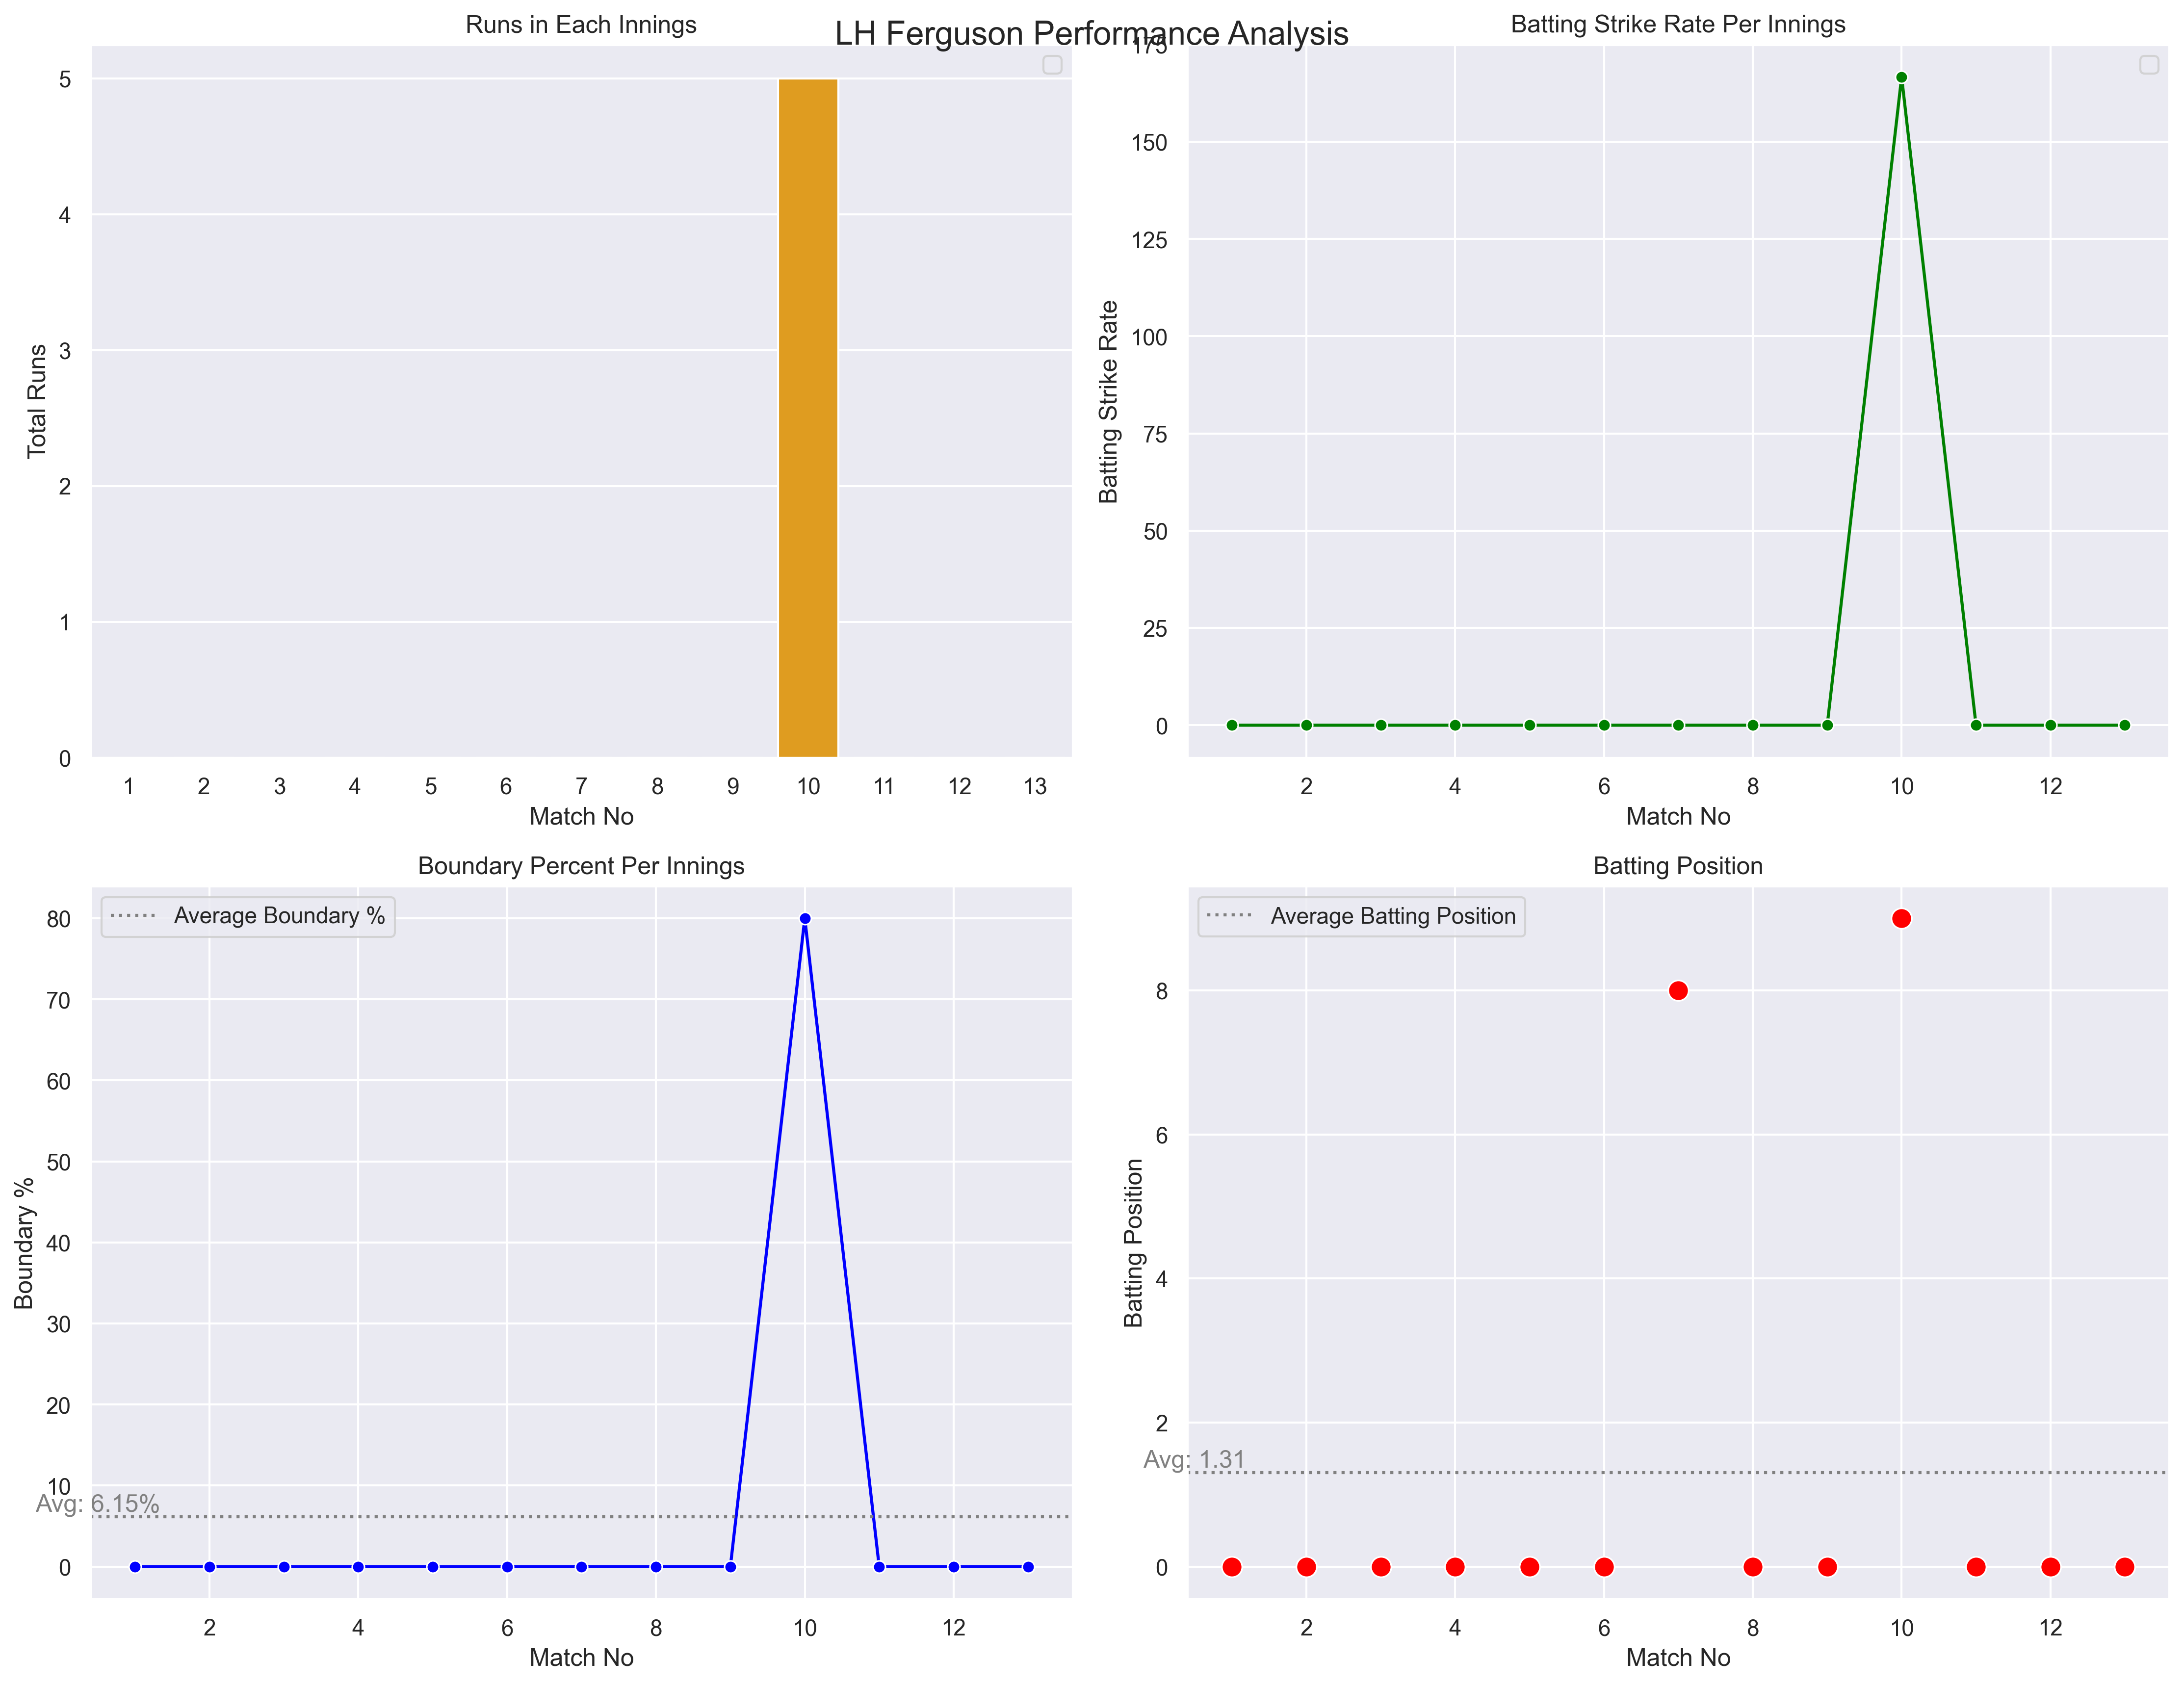 LH Ferguson Performance Analysis
Runs in Each Innings
5
4
3
2
1
0
Total Runs
1 2 3 4 5 6 7 8 9 10 11 12 13
Match No
Batting Strike Rate Per Innings
175
150
125
100
75
50
25
0
Batting Strike Rate
2 4 6 8 10 12
Match No
Boundary Percent Per Innings
Average Boundary %
80
70
60
50
40
30
20
10
0
Avg: 6.15%
Boundary %
2 4 6 8 10 12
Match No
Batting Position
Average Batting Position
8
6
4
2
0
Avg: 1.31
Batting Position
2 4 6 8 10 12
Match No